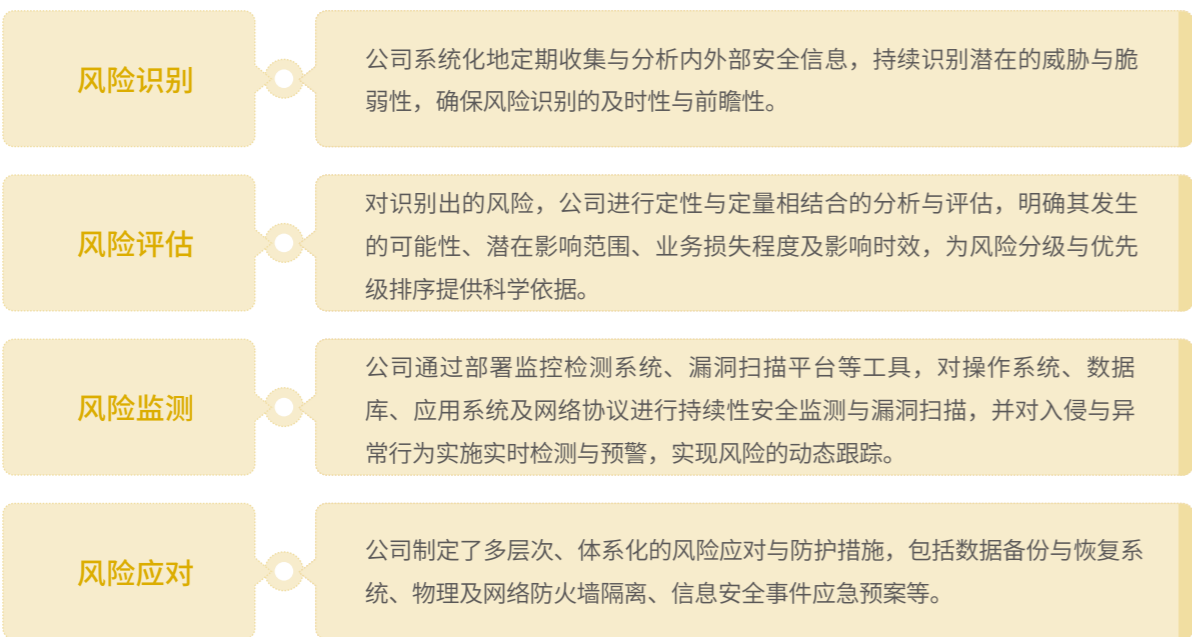 风险识别
公司系统化地定期收集与分析内外部安全信息，持续识别潜在的威胁与脆
弱性，确保风险识别的及时性与前瞻性。
风险评估
对识别出的风险，公司进行定性与定量相结合的分析与评估，明确其发生
的可能性、潜在影响范围、业务损失程度及影响时效，为风险分级与优先
级排序提供科学依据。
风险监测
公司通过部署监控检测系统、漏洞扫描平台等工具，对操作系统、数据
库、应用系统及网络协议进行持续性安全监测与漏洞扫描，并对入侵与异
常行为实施实时检测与预警，实现风险的动态跟踪。
风险应对
公司制定了多层次、体系化的风险应对与防护措施，包括数据备份与恢复系
统、物理及网络防火墙隔离、信息安全事件应急预案等。